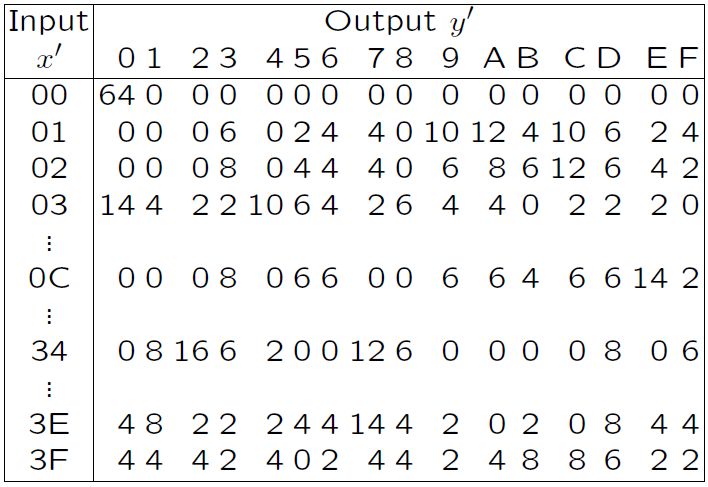 Input Output y′
x′ 0 1 2 3 4 5 6 7 8 9 A B C D E F
00 64 0 0 0 0 0 0 0 0 0 0 0 0 0 0 0
01 0 0 0 6 0 2 4 4 0 10 12 4 10 6 2 4
02 0 0 0 8 0 4 4 4 0 6 8 6 12 6 4 2
03 14 4 2 2 10 6 4 2 6 4 4 0 2 2 2 0
⋮
0C 0 0 0 8 0 6 6 0 0 6 6 4 6 6 14 2
⋮
34 0 8 16 6 2 0 0 12 6 0 0 0 0 8 0 6
⋮
3E 4 8 2 2 2 4 4 14 4 2 0 2 0 8 4 4
3F 4 4 4 2 4 0 2 4 4 2 4 8 8 6 2 2